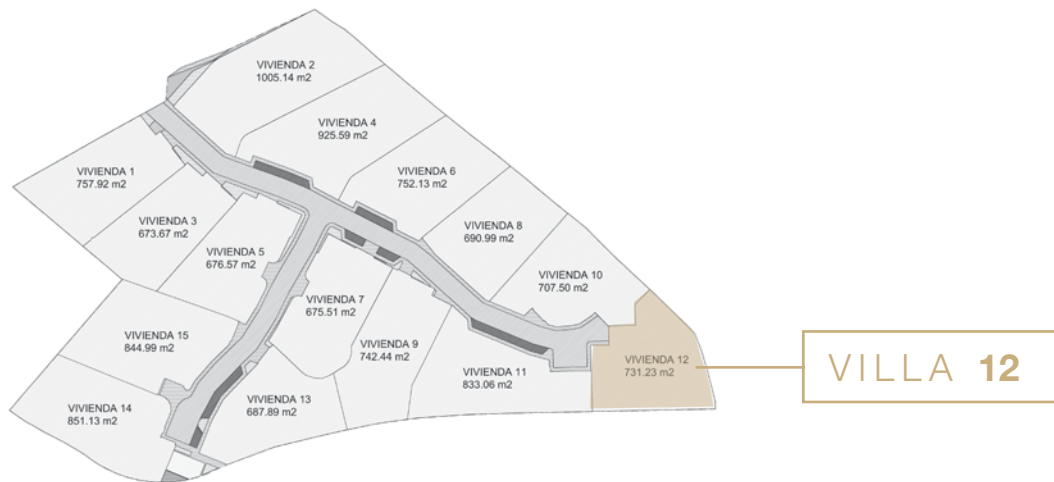 VIVIENDA 2
1005.14 m2
VIVIENDA 4
925.59 m2
VIVIENDA 1
757.92 m2
VIVIENDA 6
752.13 m2
VIVIENDA 3
673.67 m2
VIVIENDA 8
690.99 m2
VIVIENDA 5
676.57 m2
VIVIENDA 10
707.50 m2
VIVIENDA 7
675.51 m2
VIVIENDA 15
844.99 m2
VIVIENDA 9
742.44 m2
VIVIENDA 12
731.23 m2
VILLA 12
VIVIENDA 11
833.06 m2
VIVIENDA 13
687.89 m2
VIVIENDA 14
851.13 m2